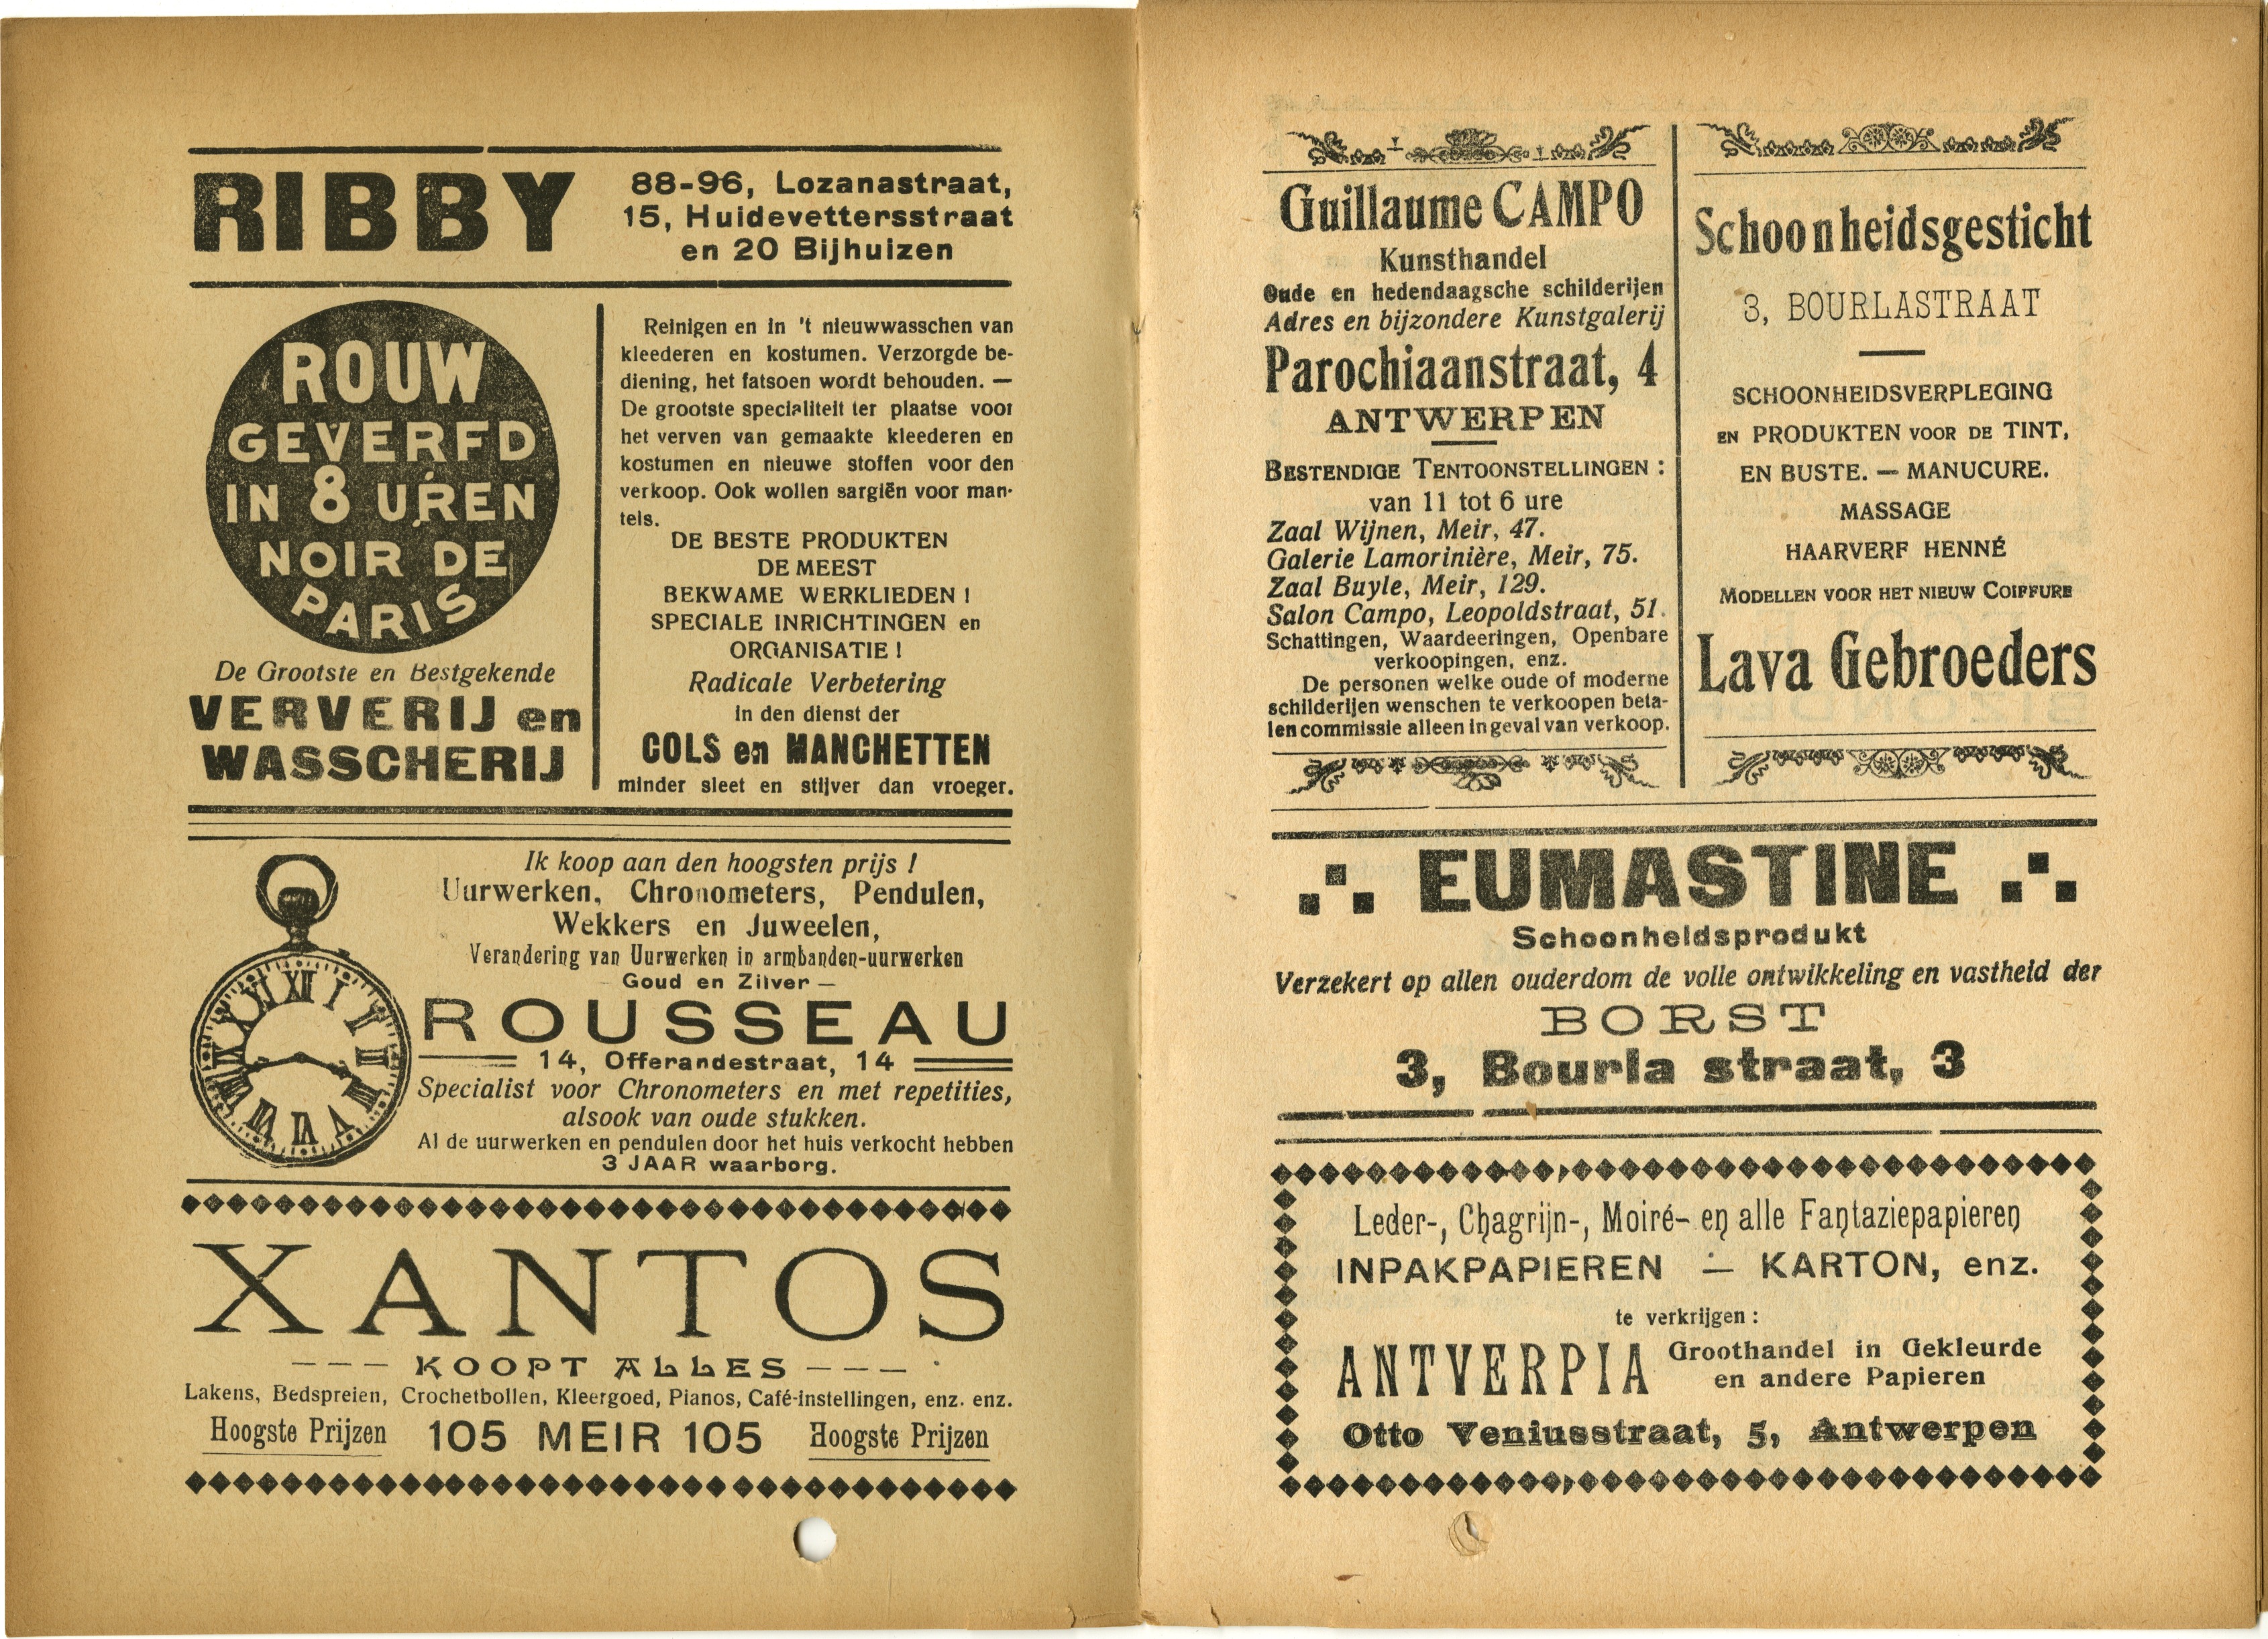 RIBBY
88-96, Lozanastraat,
15, Huidevettersstraat
en 20 Bijhuizen
ROUW
GEVERFD
IN 8 UREN
NOIR DE
PARIS
De Grootste en Bestgekende
VERVERIJ en
WASSCHERIJ
Reinigen en in 't nieuwwasschen van
kleederen en kostumen. Verzorgde be-
diening, het fatsoen wordt behouden. —
De grootste specialiteit ter plaatse voor
het verven van gemaakte kleederen en
kostumen en nieuwe stoffen voor den
verkoop. Ook wollen sargiën voor man-
tels.
DE BESTE PRODUKTEN
DE MEEST
BEKWAME WERKLIEDEN !
SPECIALE INRICHTINGEN en
ORGANISATIE !
Radicale Verbetering
in den dienst der
COLS en MANCHETTEN
minder sleet en stijver dan vroeger.
Ik koop aan den hoogsten prijs !
Uurwerken, Chronometers, Pendulen,
Wekkers en Juweelen,
Verandering van Uurwerken in armbanden-uurwerken
— Goud en Zilver —
ROUSSEAU
14, Offerandestraat, 14
Specialist voor Chronometers en met repetities,
alsook van oude stukken.
Al de uurwerken en pendulen door het huis verkocht hebben
3 JAAR waarborg.
XII I II III IIII V VI VII VIII IX X XI
XANTOS
--- KOOPT ALLES ---
Lakens, Bedspreien, Crochetbollen, Kleergoed, Pianos, Café-instellingen, enz. enz.
Hoogste Prijzen 105 MEIR 105 Hoogste Prijzen
Guillaume CAMPO
Kunsthandel
Oude en hedendaagsche schilderijen
Adres en bijzondere Kunstgalerij
Parochiaanstraat, 4
ANTWERPEN
BESTENDIGE TENTOONSTELLINGEN :
van 11 tot 6 ure
Zaal Wijnen, Meir, 47.
Galerie Lamorinière, Meir, 75.
Zaal Buyle, Meir, 129.
Salon Campo, Leopoldstraat, 51.
Schattingen, Waardeeringen, Openbare
verkoopingen, enz.
De personen welke oude of moderne
schilderijen wenschen te verkoopen beta-
len commissie alleen in geval van verkoop.
Schoonheidsgesticht
3, BOURLASTRAAT
SCHOONHEIDSVERPLEGING
EN PRODUKTEN VOOR DE TINT,
EN BUSTE. — MANUCURE.
MASSAGE
HAARVERF HENNÉ
MODELLEN VOOR HET NIEUW COIFFURE
Lava Gebroeders
EUMASTINE
Schoonheidsprodukt
Verzekert op allen ouderdom de volle ontwikkeling en vastheid der
BORST
3, Bourla straat, 3
Leder-, Chagrijn-, Moiré- en alle Fantaziepapieren
INPAKPAPIEREN — KARTON, enz.
te verkrijgen :
ANTVERPIA Groothandel in Gekleurde
en andere Papieren
Otto Veniusstraat, 5, Antwerpen